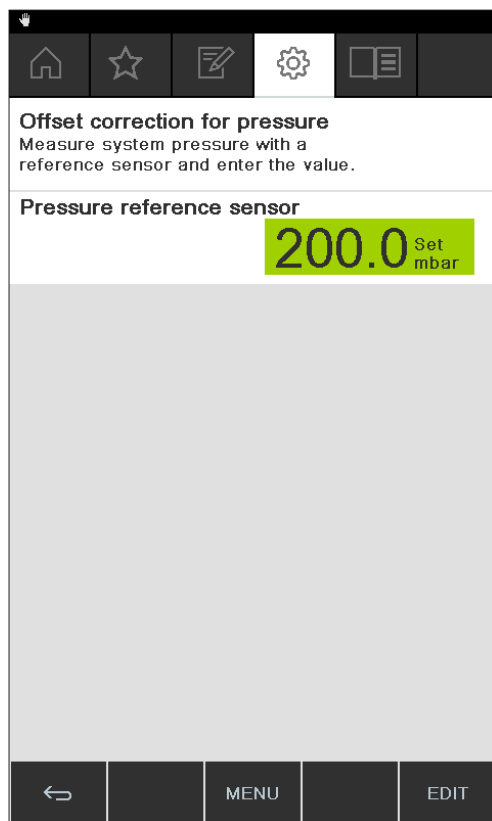 Offset correction for pressure
Measure system pressure with a
reference sensor and enter the value.
Pressure reference sensor
200.0 Set
mbar
MENU EDIT